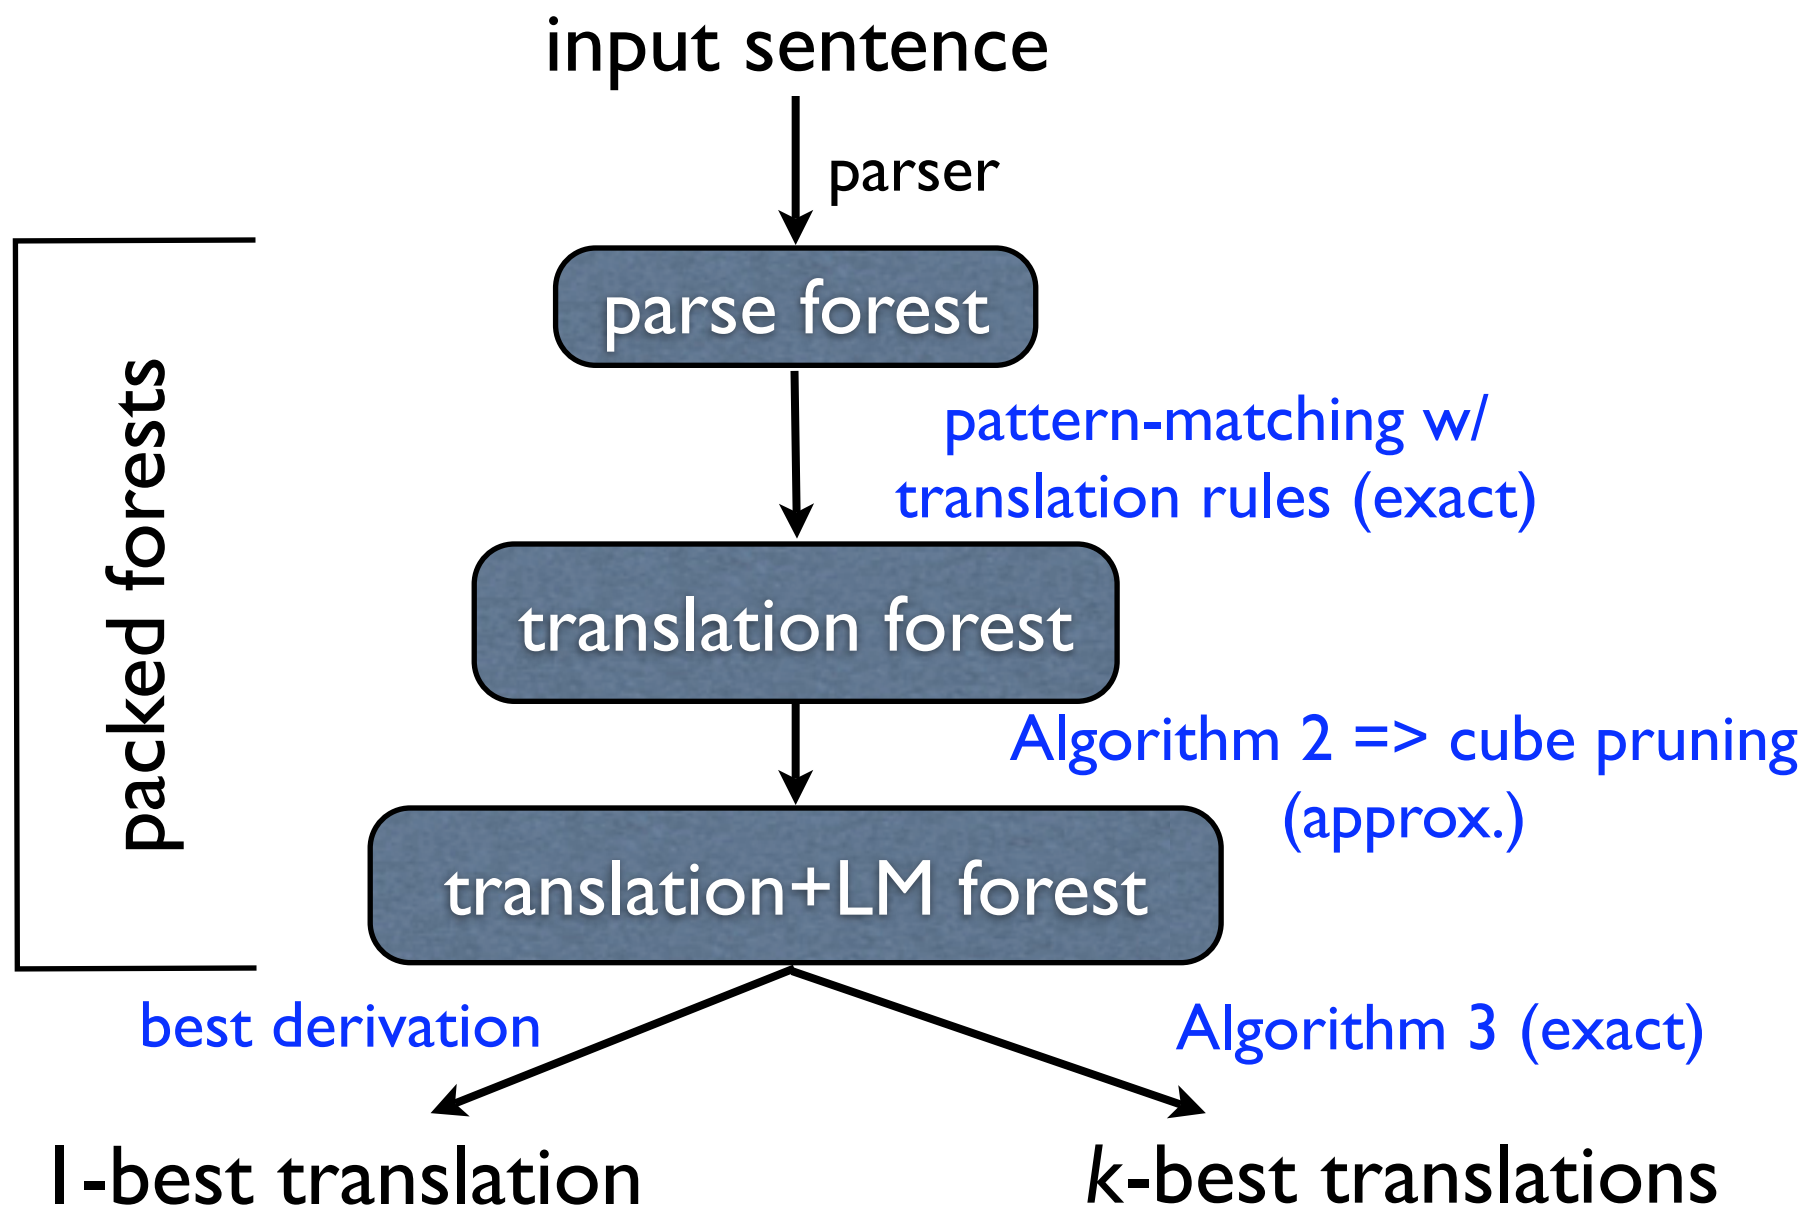 input sentence
parser
parse forest
packed forests
pattern-matching w/
translation rules (exact)
translation forest
Algorithm 2 => cube pruning
(approx.)
translation+LM forest
best derivation
Algorithm 3 (exact)
1-best translation
k-best translations